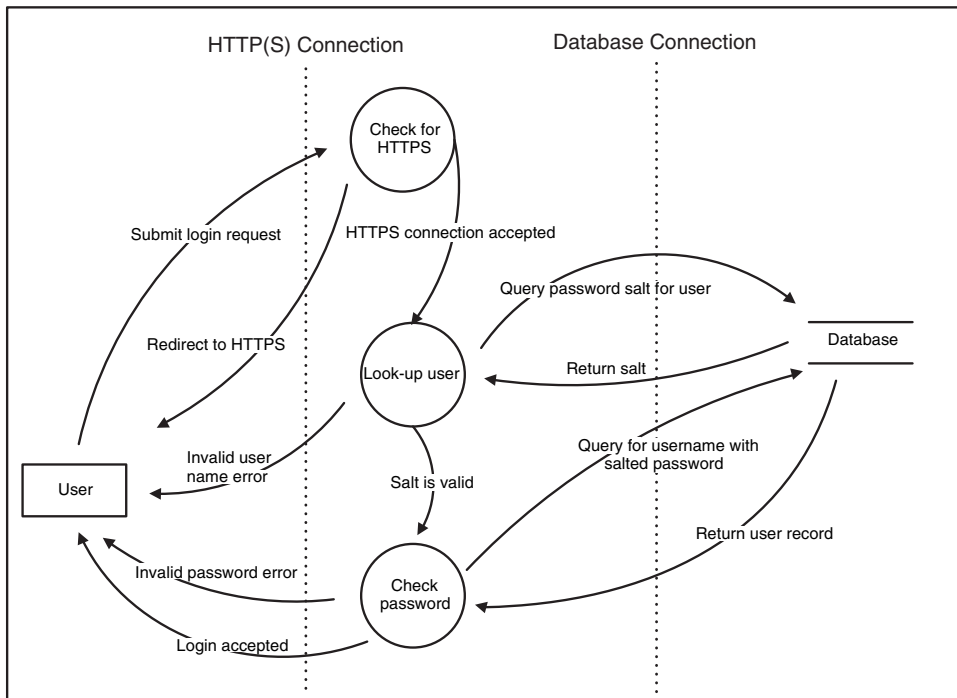 HTTP(S) Connection
Database Connection
Check for
HTTPS
Submit login request
HTTPS connection accepted
Query password salt for user
Redirect to HTTPS
Database
Look-up user
Return salt
Invalid user
name error
Query for username with
salted password
User
Salt is valid
Return user record
Invalid password error
Check
password
Login accepted